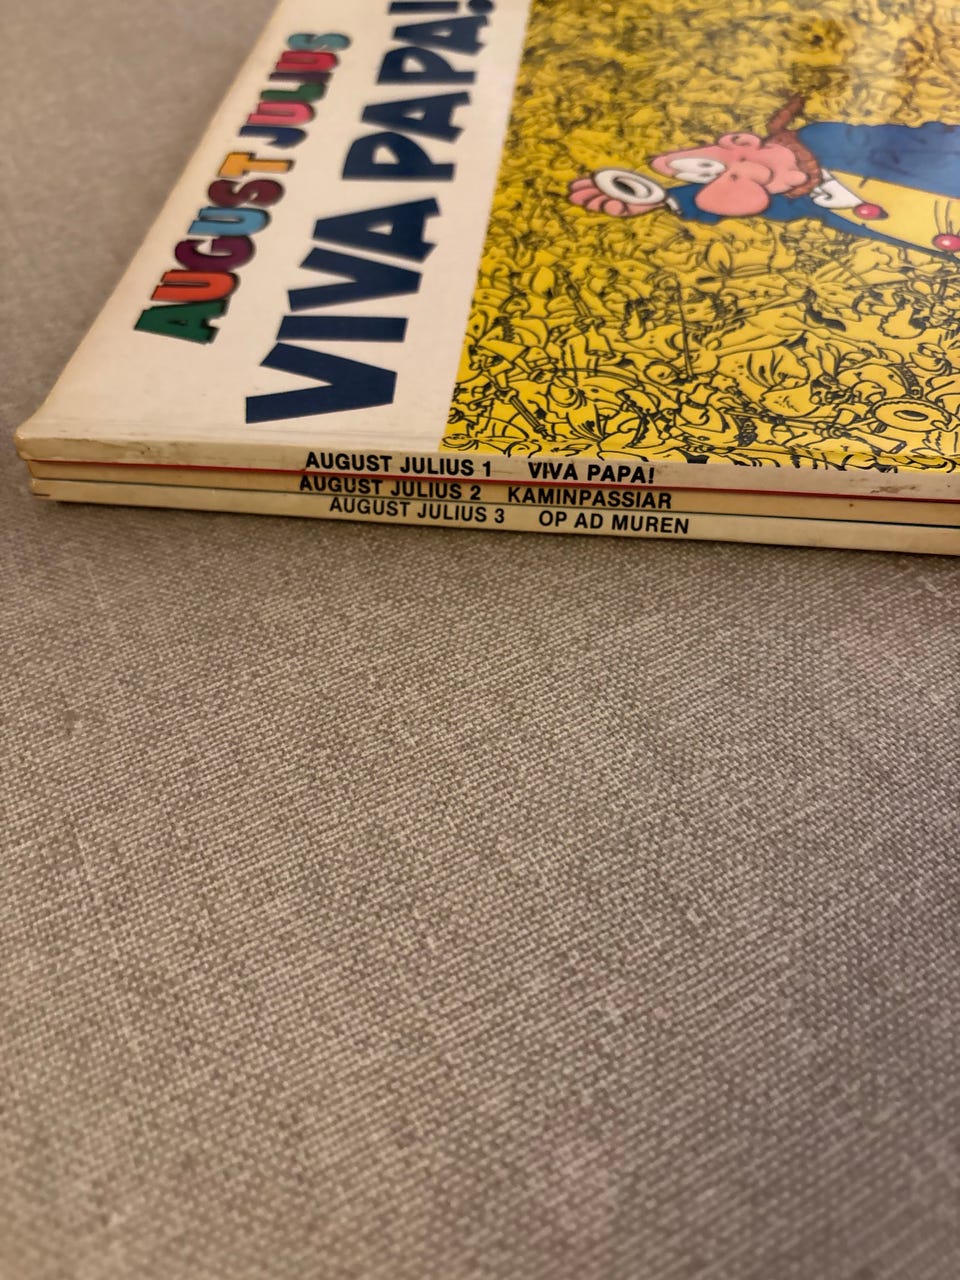 AUGUST JULIUS
VIVA PAPA!
AUGUST JULIUS 1 VIVA PAPA!
AUGUST JULIUS 2 KAMINPASSIAR
AUGUST JULIUS 3 OP AD MUREN